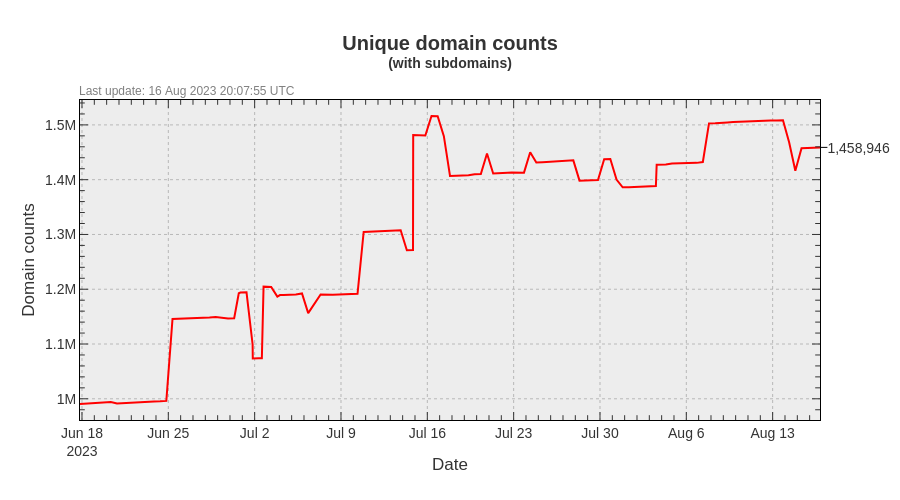 Unique domain counts
(with subdomains)
Last update: 16 Aug 2023 20:07:55 UTC
1.5M
1,458,946
1.4M
1.3M
1.2M
1.1M
1M
Domain counts
Jun 18 Jun 25 Jul 2 Jul 9 Jul 16 Jul 23 Jul 30 Aug 6 Aug 13
2023
Date